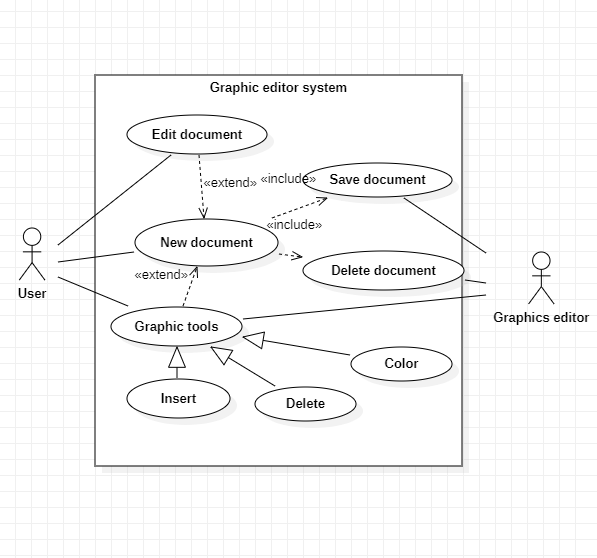 Graphic editor system
Edit document
«extend»
«include»
Save document
New document
«include»
«extend»
Delete document
User
Graphics editor
Graphic tools
Color
Insert
Delete